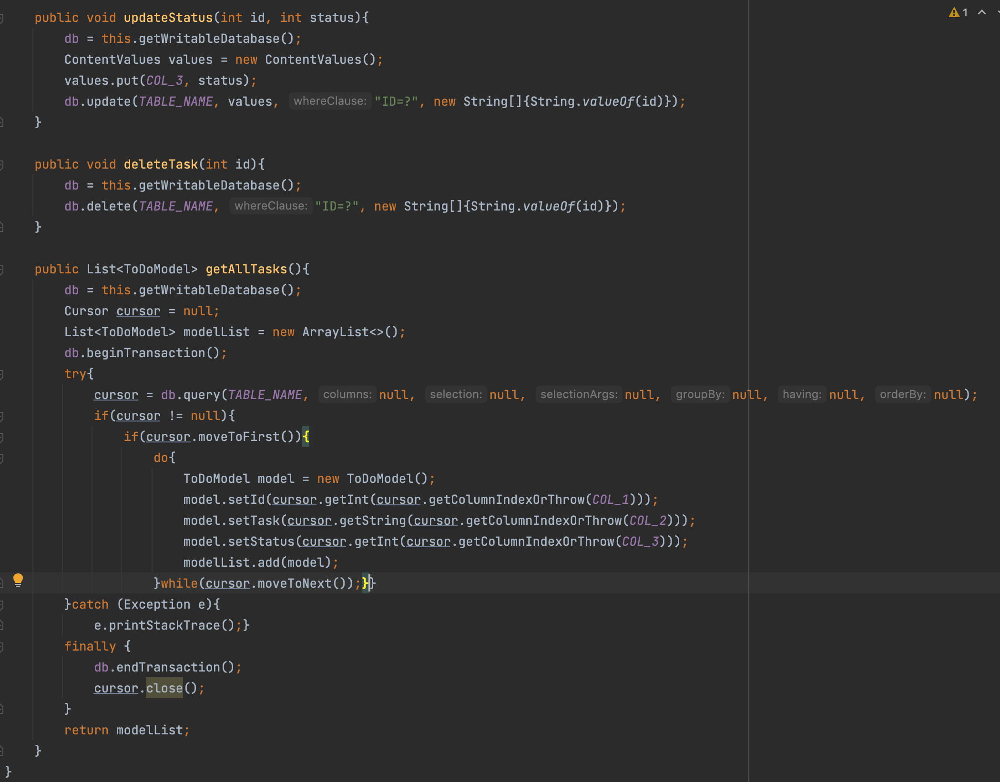 public void updateStatus(int id, int status){
db = this.getWritableDatabase();
ContentValues values = new ContentValues();
values.put(COL_3, status);
db.update(TABLE_NAME, values, whereClause: "ID=?", new String[]{String.valueOf(id)});
}
public void deleteTask(int id){
db = this.getWritableDatabase();
db.delete(TABLE_NAME, whereClause: "ID=?", new String[]{String.valueOf(id)});
}
public List<ToDoModel> getAllTasks(){
db = this.getWritableDatabase();
Cursor cursor = null;
List<ToDoModel> modelList = new ArrayList<>();
db.beginTransaction();
try{
cursor = db.query(TABLE_NAME, columns: null, selection: null, selectionArgs: null, groupBy: null, having: null, orderBy: null);
if(cursor != null){
if(cursor.moveToFirst()){
do{
ToDoModel model = new ToDoModel();
model.setId(cursor.getInt(cursor.getColumnIndexOrThrow(COL_1)));
model.setTask(cursor.getString(cursor.getColumnIndexOrThrow(COL_2)));
model.setStatus(cursor.getInt(cursor.getColumnIndexOrThrow(COL_3)));
modelList.add(model);
}while(cursor.moveToNext());}}
}catch (Exception e){
e.printStackTrace();}
finally {
db.endTransaction();
cursor.close();
}
return modelList;
}
}
1